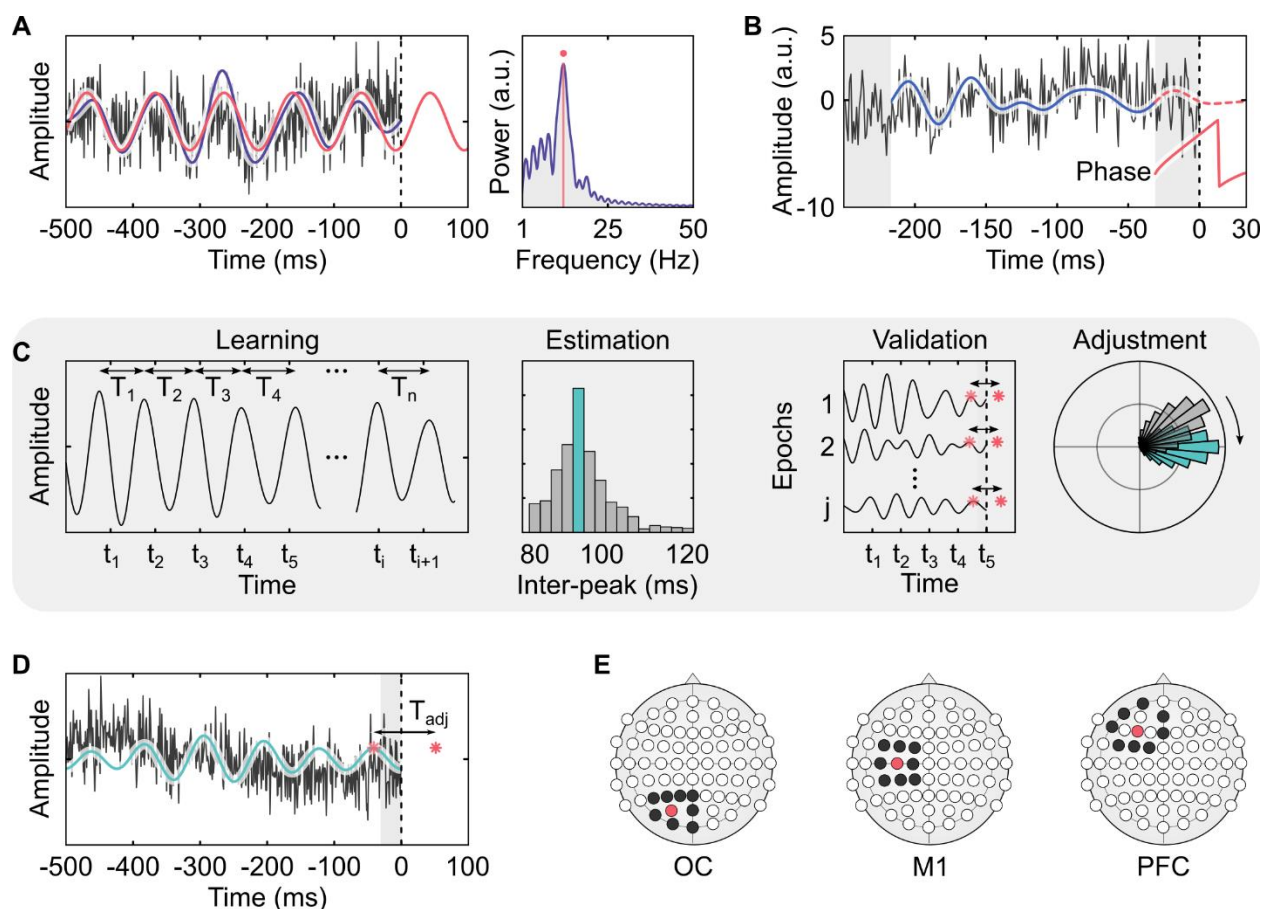 A
Amplitude
-500 -400 -300 -200 -100 0 100
Time (ms)
Power (a.u.)
1 25 50
Frequency (Hz)
B
Amplitude (a.u.)
5
0
-10
Phase
-200 -150 -100 -50 0 30
Time (ms)
C
Learning
Amplitude
T1 T2 T3 T4 ... Tn
...
t1 t2 t3 t4 t5 ti ti+1
Time
Estimation
80 100 120
Inter-peak (ms)
Validation
Epochs
1
2
j
t1 t2 t3 t4 t5
Time
Adjustment
D
Amplitude
Tadj
-500 -400 -300 -200 -100 0 100
Time (ms)
E
OC M1 PFC